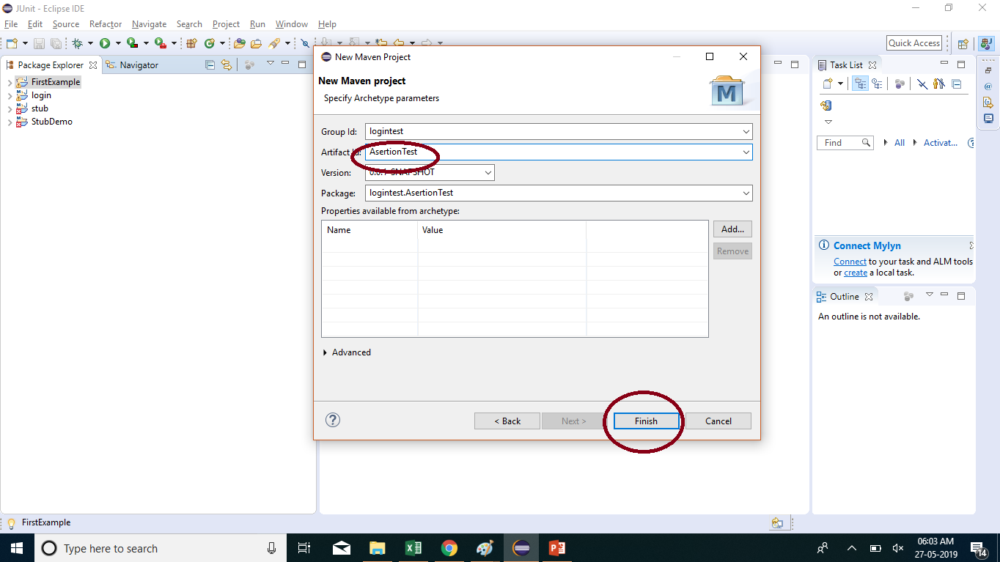 JUnit - Eclipse IDE
File Edit Source Refactor Navigate Search Project Run Window Help
Quick Access
Package Explorer Navigator
FirstExample
login
stub
StubDemo
New Maven Project
New Maven project
Specify Archetype parameters
M
Group Id: logintest
Artifact Id: AsertionTest
Version: 0.0.1-SNAPSHOT
Package: logintest.AsertionTest
Properties available from archetype:
Name Value
Add...
Remove
Advanced
? < Back Next > Finish Cancel
Task List
Find All Activat...
Connect Mylyn
Connect to your task and ALM tools
or create a local task.
Outline
An outline is not available.
FirstExample
Type here to search
06:03 AM
27-05-2019
14